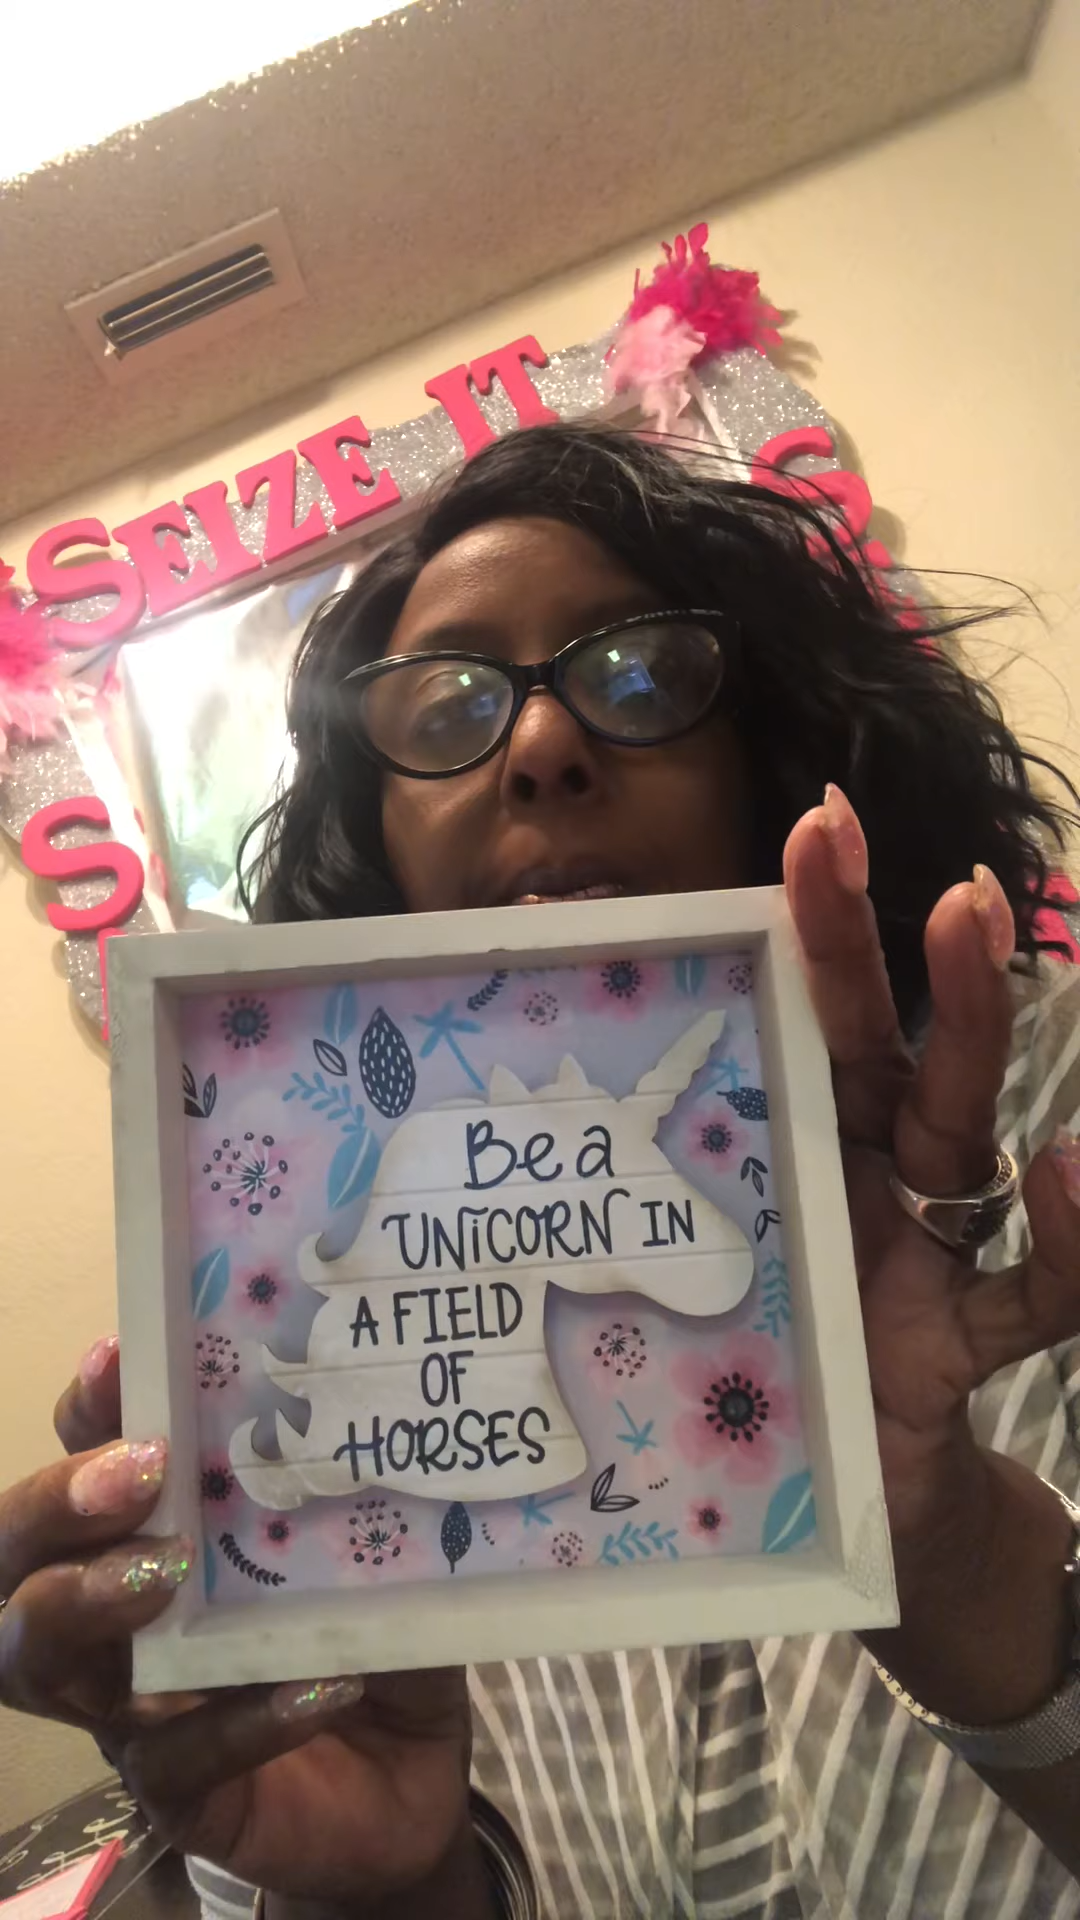 SEIZE IT
S
S
Be a
UNICORN IN
A FIELD
OF
HORSES